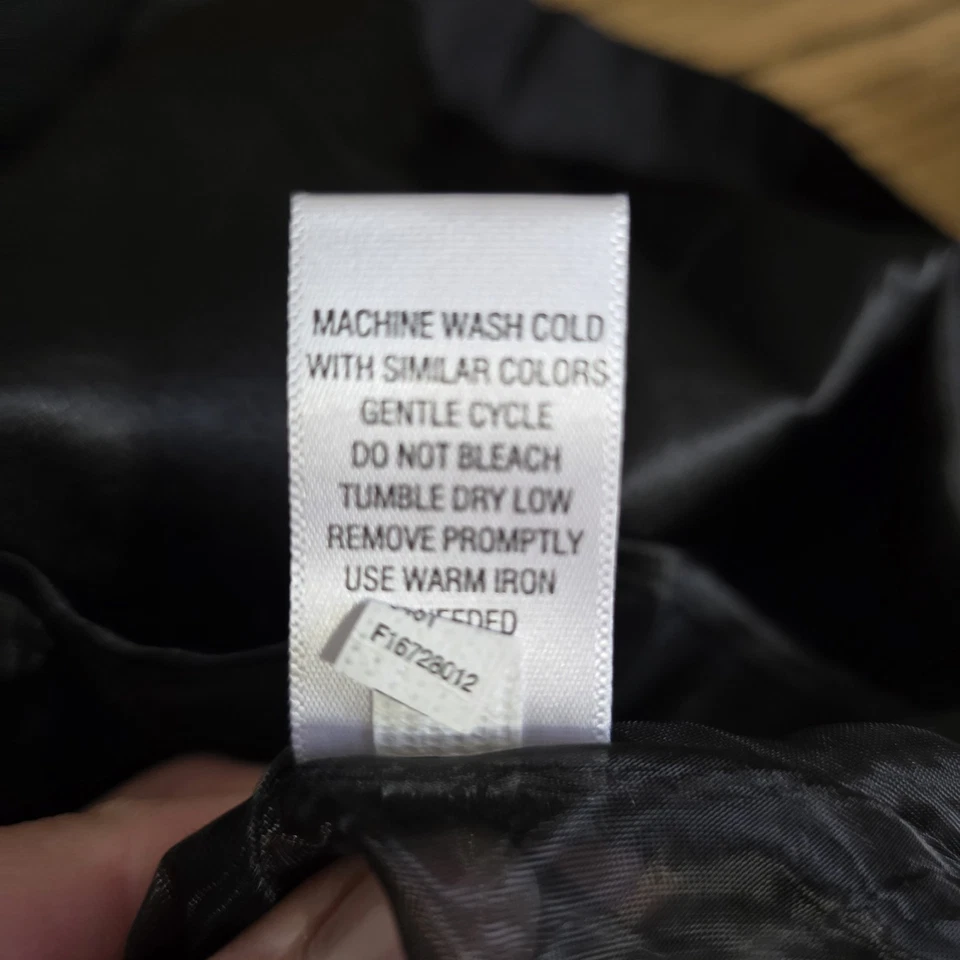 MACHINE WASH COLD
WITH SIMILAR COLORS
GENTLE CYCLE
DO NOT BLEACH
TUMBLE DRY LOW
REMOVE PROMPTLY
USE WARM IRON
F16728012